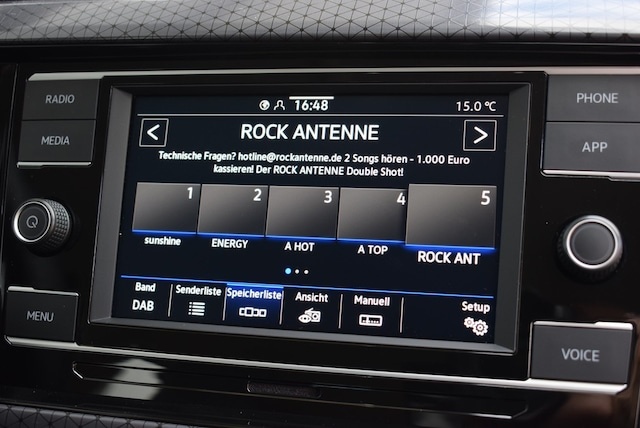 RADIO
MEDIA
MENU
16:48
15.0 °C
<
ROCK ANTENNE
>
Technische Fragen? hotline@rockantenne.de 2 Songs hören - 1.000 Euro
kassieren! Der ROCK ANTENNE Double Shot!
1 2 3 4 5
sunshine ENERGY A HOT A TOP ROCK ANT
Band Senderliste Speicherliste Ansicht Manuell Setup
DAB
PHONE
APP
VOICE